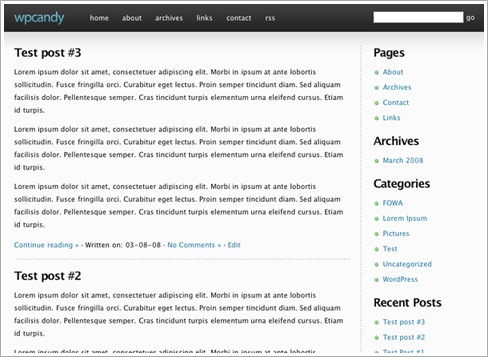 wpcandy home about archives links contact rss go
Test post #3
Lorem ipsum dolor sit amet, consectetuer adipiscing elit. Morbi in ipsum at ante lobortis
sollicitudin. Fusce fringilla orci. Curabitur eget lectus. Proin semper tincidunt diam. Sed aliquam
facilisis dolor. Pellentesque semper. Cras tincidunt turpis elementum urna eleifend cursus. Etiam
id turpis.
Lorem ipsum dolor sit amet, consectetuer adipiscing elit. Morbi in ipsum at ante lobortis
sollicitudin. Fusce fringilla orci. Curabitur eget lectus. Proin semper tincidunt diam. Sed aliquam
facilisis dolor. Pellentesque semper. Cras tincidunt turpis elementum urna eleifend cursus. Etiam
id turpis.
Lorem ipsum dolor sit amet, consectetuer adipiscing elit. Morbi in ipsum at ante lobortis
sollicitudin. Fusce fringilla orci. Curabitur eget lectus. Proin semper tincidunt diam. Sed aliquam
facilisis dolor. Pellentesque semper. Cras tincidunt turpis elementum urna eleifend cursus. Etiam
id turpis.
Continue reading » - Written on: 03-08-08 - No Comments » - Edit
Test post #2
Lorem ipsum dolor sit amet, consectetuer adipiscing elit. Morbi in ipsum at ante lobortis
sollicitudin. Fusce fringilla orci. Curabitur eget lectus. Proin semper tincidunt diam. Sed aliquam
facilisis dolor. Pellentesque semper. Cras tincidunt turpis elementum urna eleifend cursus. Etiam
id turpis.
Lorem ipsum dolor sit amet, consectetuer adipiscing elit. Morbi in ipsum at ante lobortis
Pages
About
Archives
Contact
Links
Archives
March 2008
Categories
FOWA
Lorem Ipsum
Pictures
Test
Uncategorized
WordPress
Recent Posts
Test post #3
Test post #2
Test Post #1